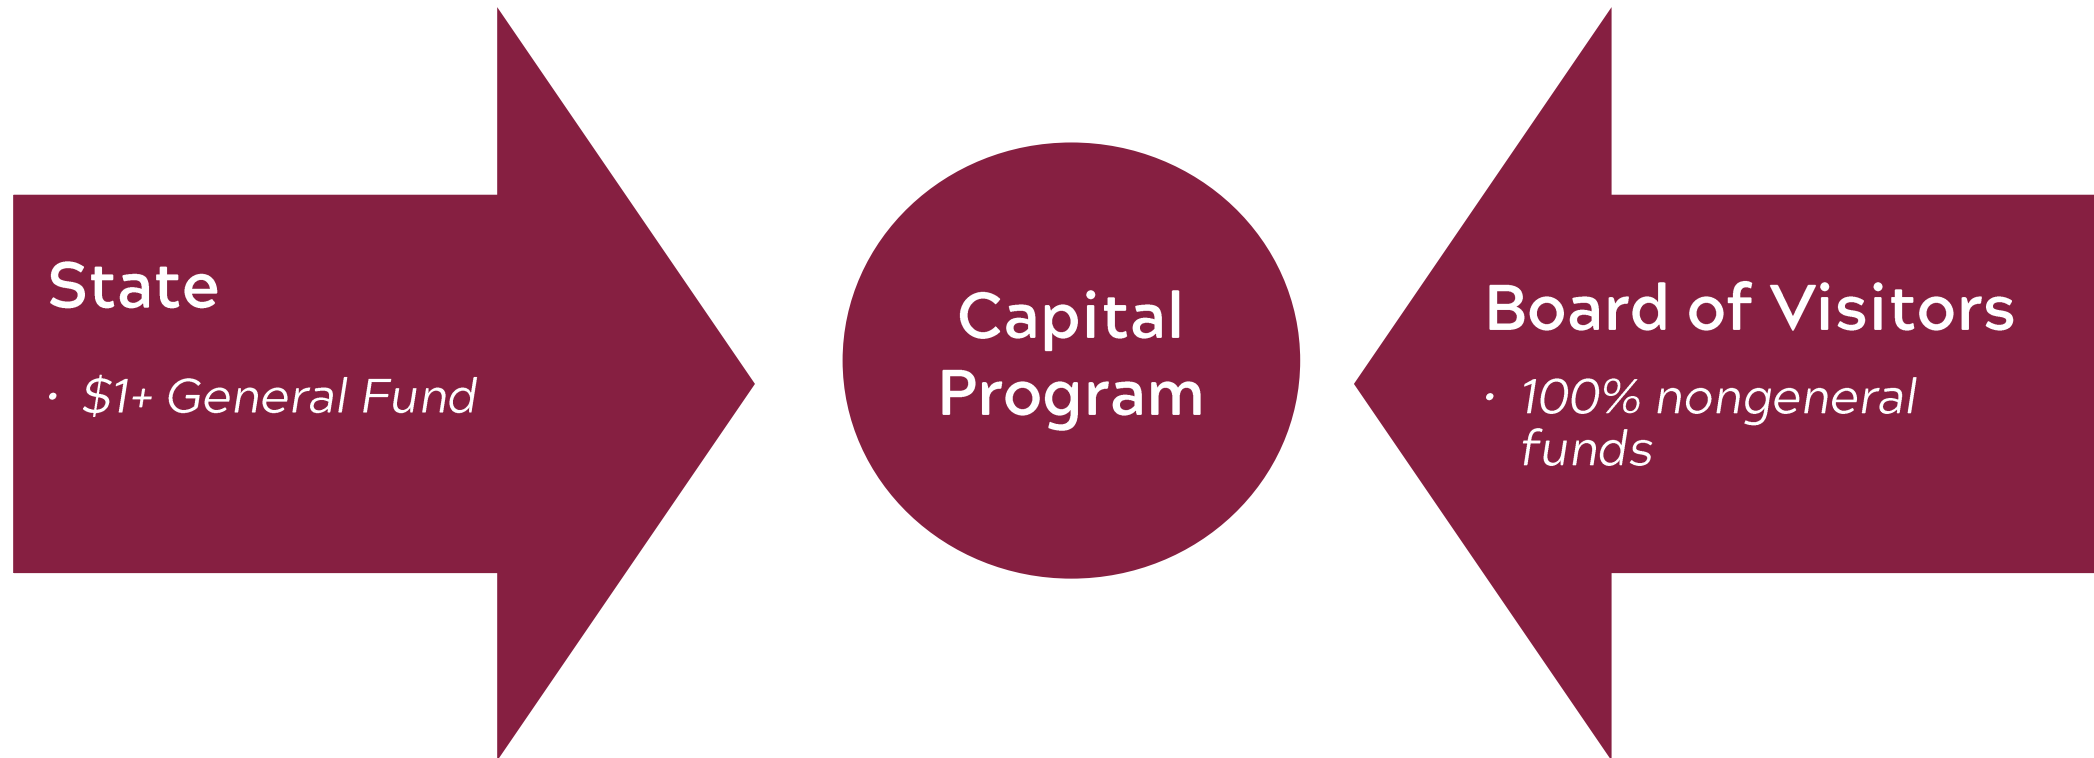 State
• $1+ General Fund
Capital
Program
Board of Visitors
• 100% nongeneral
funds